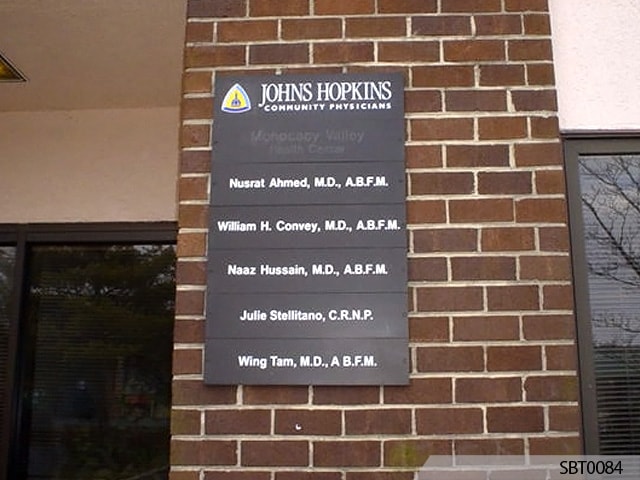 JOHNS HOPKINS
COMMUNITY PHYSICIANS
Monocacy Valley
Health Center
Nusrat Ahmed, M.D., A.B.F.M.
William H. Convey, M.D., A.B.F.M.
Naaz Hussain, M.D., A.B.F.M.
Julie Stellitano, C.R.N.P.
Wing Tam, M.D., A B.F.M.
SBT0084